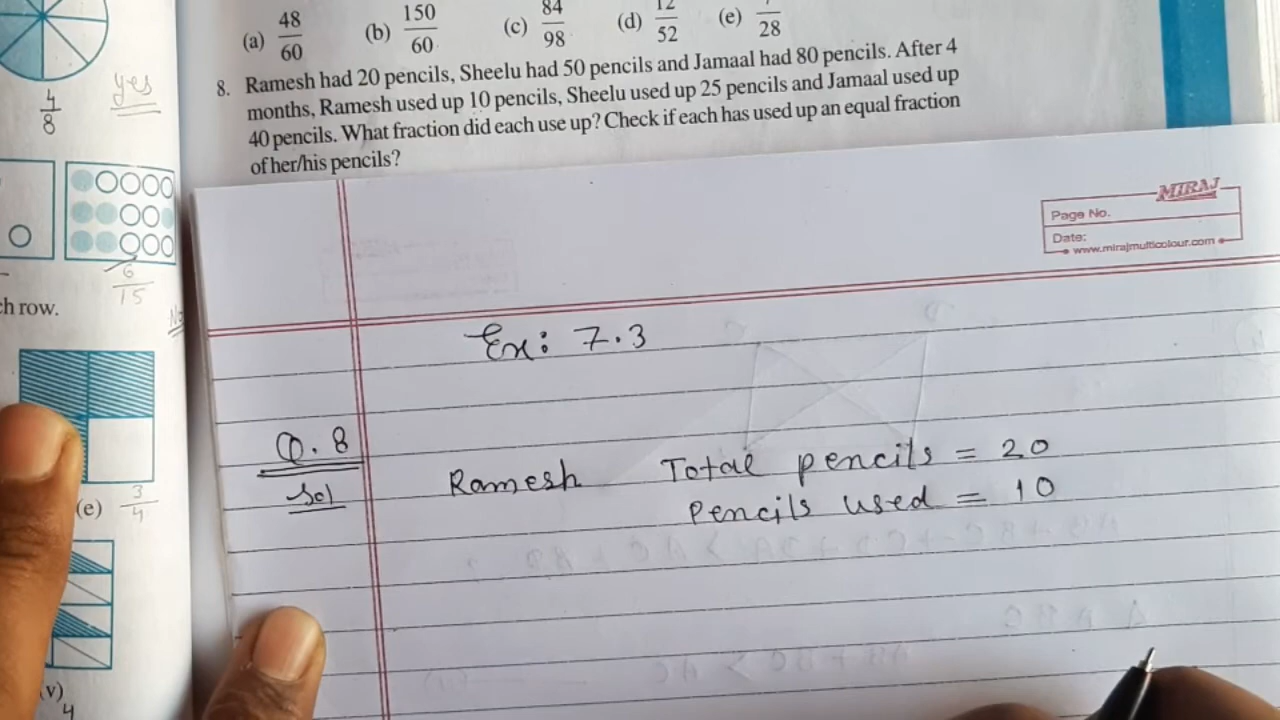 (a) 48/60 (b) 150/60 (c) 84/98 (d) 12/52 (e) /28
8. Ramesh had 20 pencils, Sheelu had 50 pencils and Jamaal had 80 pencils. After 4
months, Ramesh used up 10 pencils, Sheelu used up 25 pencils and Jamaal used up
40 pencils. What fraction did each use up? Check if each has used up an equal fraction
of her/his pencils?
4/8 yes
6/15
No
ch row.
(e) 3/4
v)
4
MIRAJ
Page No.
Date:
www.mirajmulticolour.com
Ex: 7.3
Q.8
Sol
Ramesh Total pencils = 20
Pencils used = 10